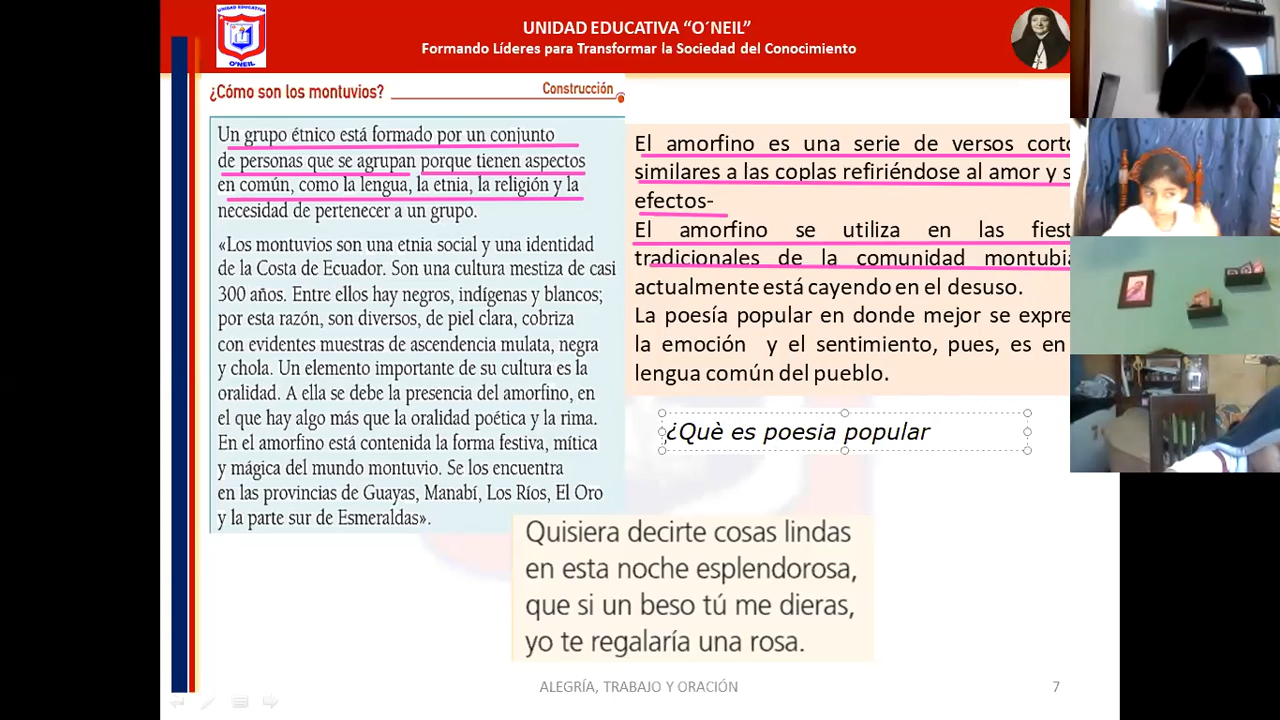 UNIDAD EDUCATIVA “O´NEIL”
Formando Líderes para Transformar la Sociedad del Conocimiento
UNIDAD EDUCATIVA
O'NEIL
¿Cómo son los montuvios?
Construcción
Un grupo étnico está formado por un conjunto
de personas que se agrupan porque tienen aspectos
en común, como la lengua, la etnia, la religión y la
necesidad de pertenecer a un grupo.
«Los montuvios son una etnia social y una identidad
de la Costa de Ecuador. Son una cultura mestiza de casi
300 años. Entre ellos hay negros, indígenas y blancos;
por esta razón, son diversos, de piel clara, cobriza
con evidentes muestras de ascendencia mulata, negra
y chola. Un elemento importante de su cultura es la
oralidad. A ella se debe la presencia del amorfino, en
el que hay algo más que la oralidad poética y la rima.
En el amorfino está contenida la forma festiva, mítica
y mágica del mundo montuvio. Se los encuentra
en las provincias de Guayas, Manabí, Los Ríos, El Oro
y la parte sur de Esmeraldas».
El amorfino es una serie de versos corto
similares a las coplas refiriéndose al amor y s
efectos-
El amorfino se utiliza en las fiest
tradicionales de la comunidad montubia
actualmente está cayendo en el desuso.
La poesía popular en donde mejor se expre
la emoción y el sentimiento, pues, es en
lengua común del pueblo.
¿Què es poesia popular
Quisiera decirte cosas lindas
en esta noche esplendorosa,
que si un beso tú me dieras,
yo te regalaría una rosa.
ALEGRÍA, TRABAJO Y ORACIÓN
7